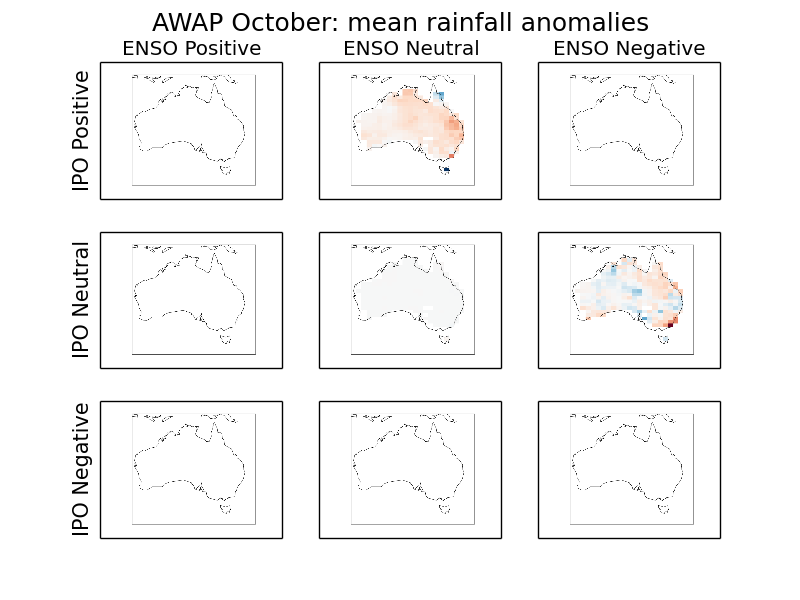 AWAP October: mean rainfall anomalies
ENSO Positive
ENSO Neutral
ENSO Negative
IPO Positive
IPO Neutral
IPO Negative